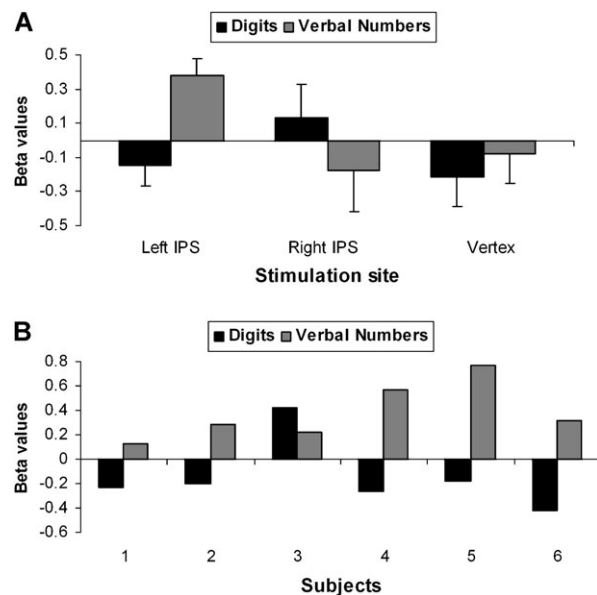 A
Digits Verbal Numbers
Beta values
0.5
0.3
0.1
-0.1
-0.3
-0.5
Left IPS Right IPS Vertex
Stimulation site
B
Digits Verbal Numbers
Beta values
0.8
0.6
0.4
0.2
0
-0.2
-0.4
-0.6
1 2 3 4 5 6
Subjects